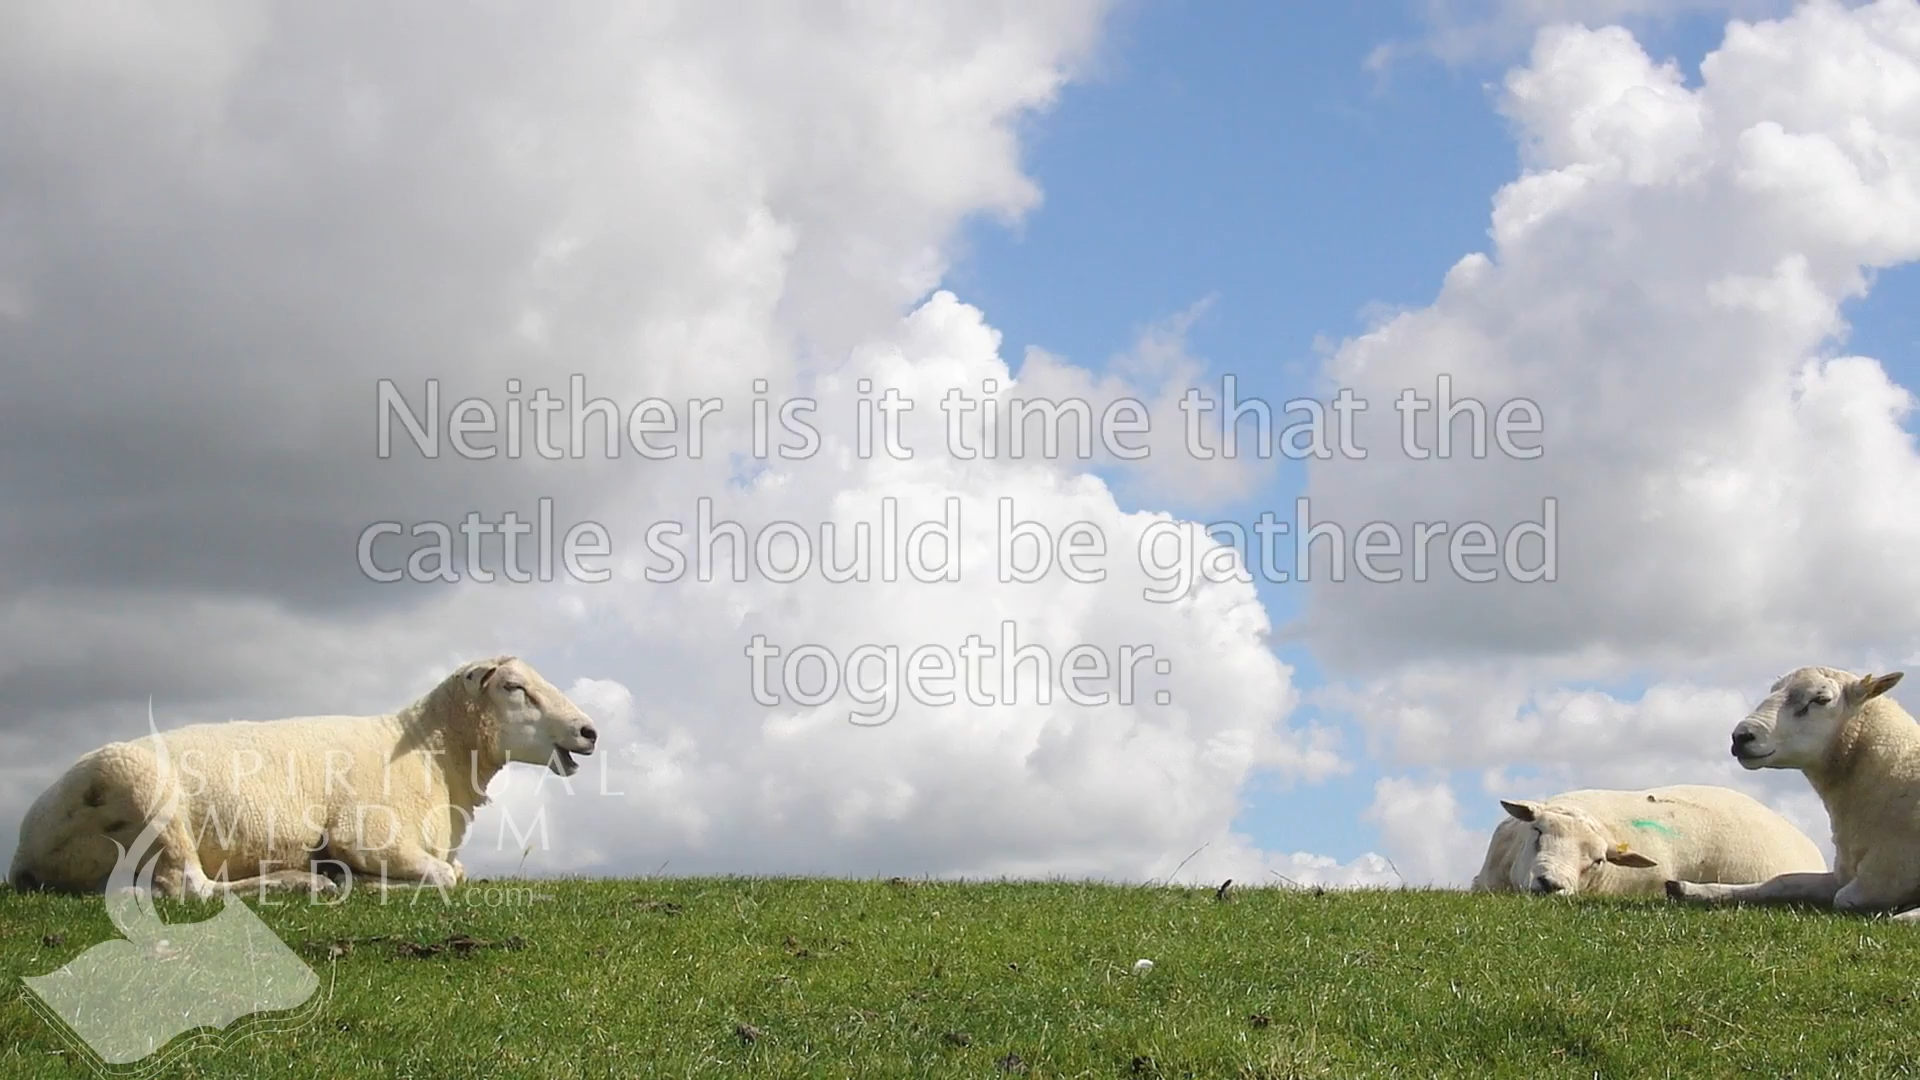 Neither is it time that the
cattle should be gathered
together:
SPIRITUAL
WISDOM
MEDIA.com